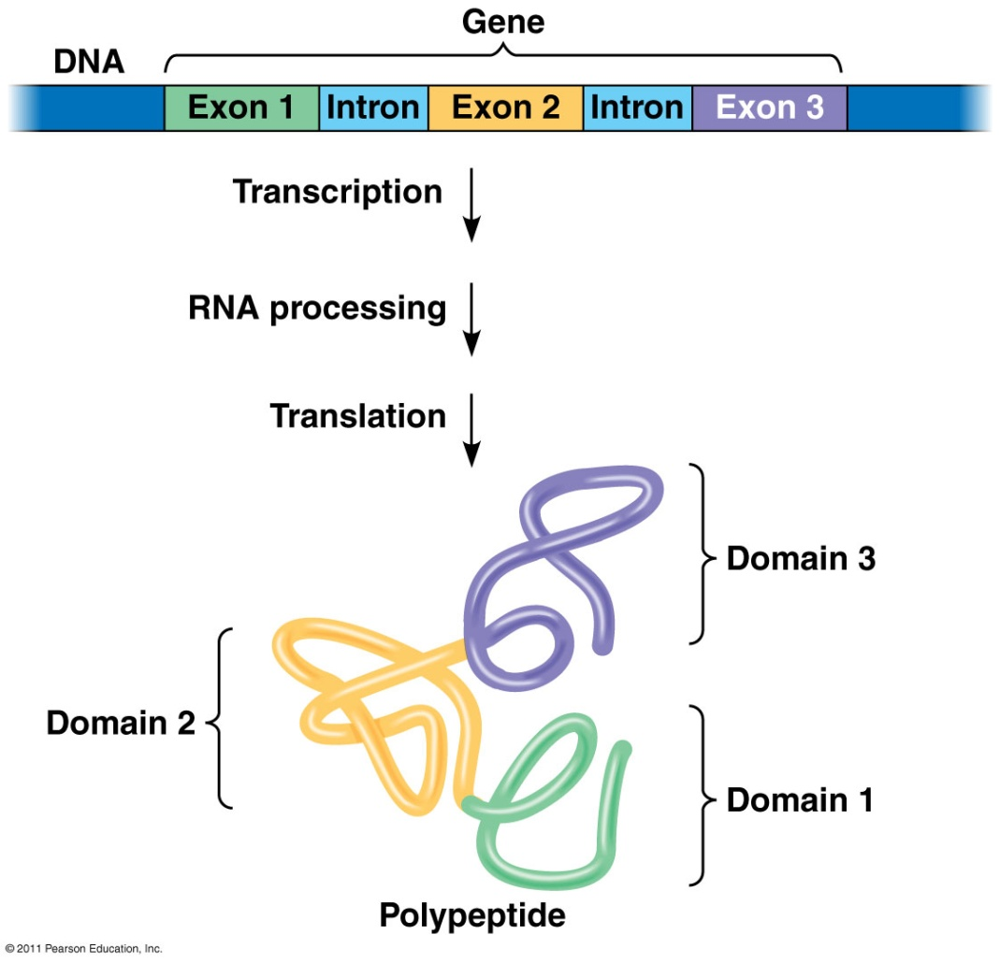 Gene
DNA
Exon 1 Intron Exon 2 Intron Exon 3
Transcription
RNA processing
Translation
Domain 3
Domain 2
Domain 1
Polypeptide
© 2011 Pearson Education, Inc.